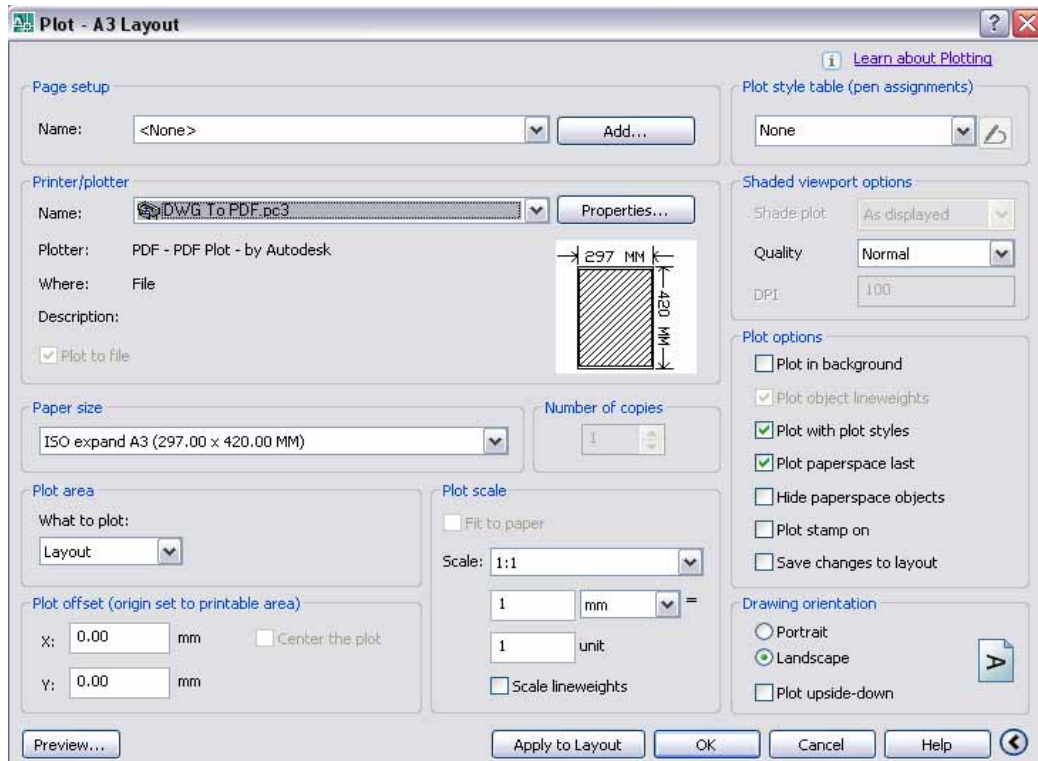 Plot - A3 Layout
Learn about Plotting
Page setup
Name: <None> Add...
Plot style table (pen assignments)
None
Printer/plotter
Name: DWG To PDF.pc3 Properties...
Plotter: PDF - PDF Plot - by Autodesk
Where: File
Description:
Plot to file
297 MM
420 MM
Shaded viewport options
Shade plot As displayed
Quality Normal
DPI 100
Paper size
ISO expand A3 (297.00 x 420.00 MM)
Number of copies
1
Plot options
Plot in background
Plot object lineweights
Plot with plot styles
Plot paperspace last
Hide paperspace objects
Plot stamp on
Save changes to layout
Plot area
What to plot:
Layout
Plot scale
Fit to paper
Scale: 1:1
1 mm =
1 unit
Scale lineweights
Plot offset (origin set to printable area)
X: 0.00 mm Center the plot
Y: 0.00 mm
Drawing orientation
Portrait
Landscape
Plot upside-down
A
Preview... Apply to Layout OK Cancel Help